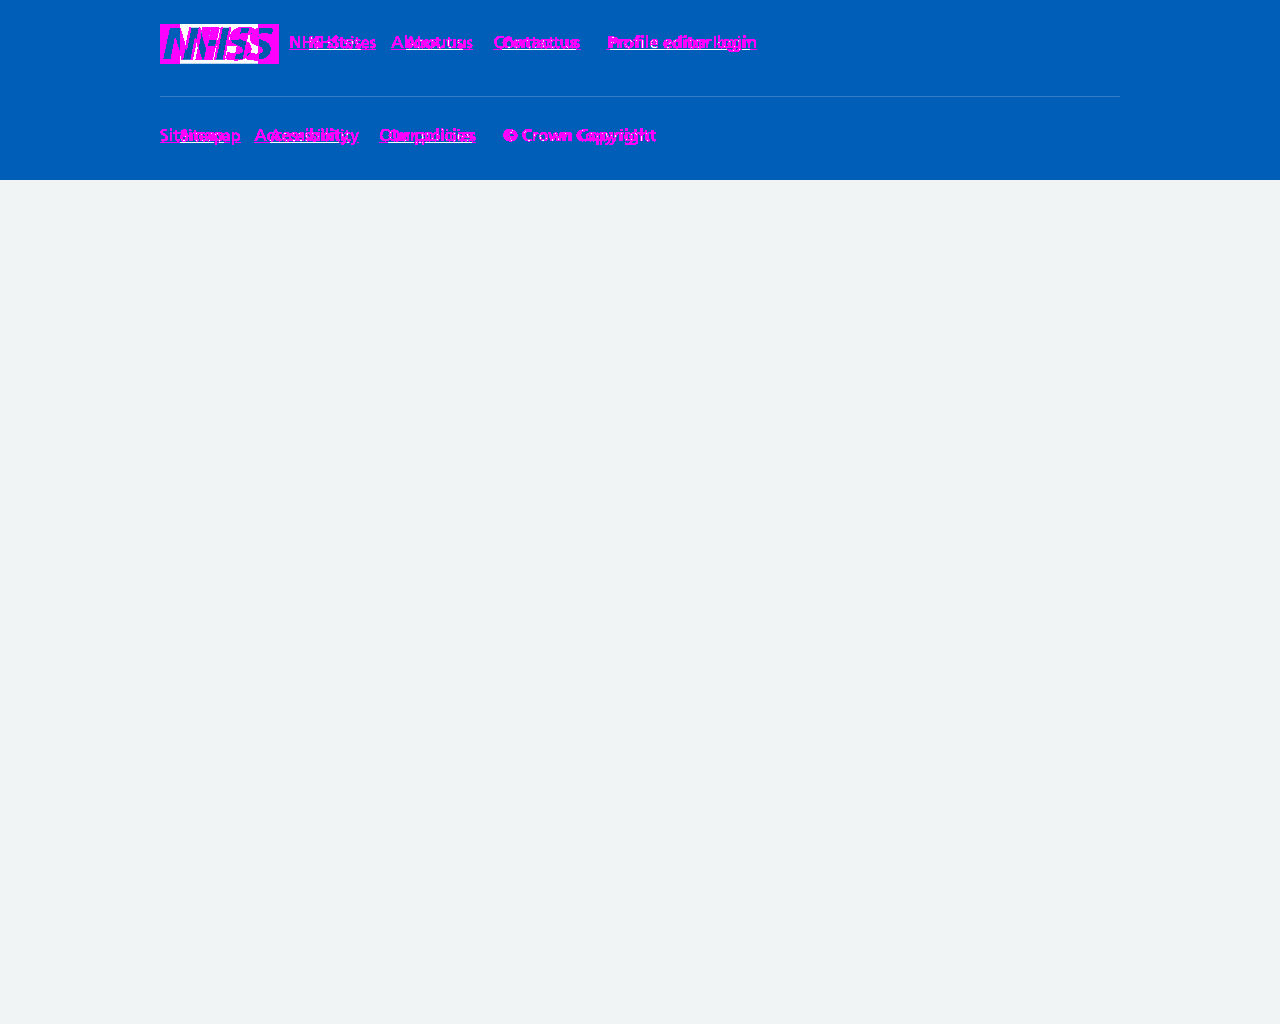 NHS
NHS sites About us Contact us Profile editor login
Sitemap Accessibility Our policies © Crown Copyright